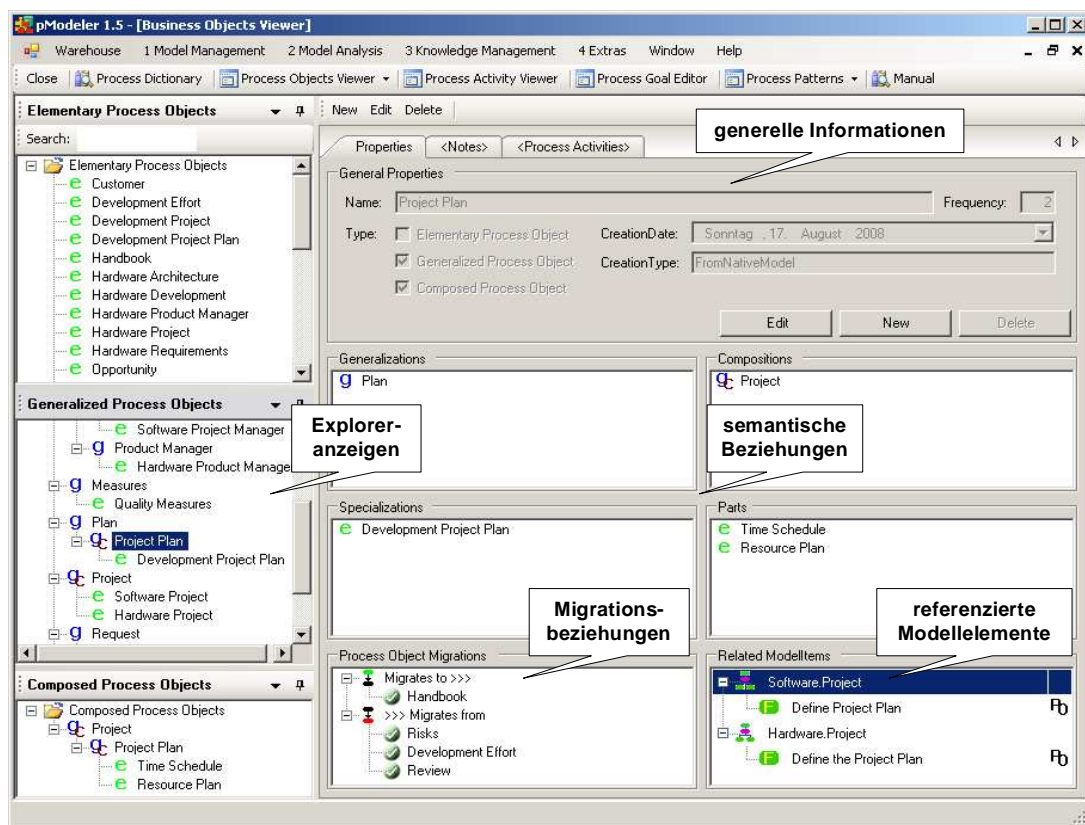 pModeler 1.5 - [Business Objects Viewer]
Warehouse 1 Model Management 2 Model Analysis 3 Knowledge Management 4 Extras Window Help
Close Process Dictionary Process Objects Viewer Process Activity Viewer Process Goal Editor Process Patterns Manual
Elementary Process Objects
Search:
Elementary Process Objects
e Customer
e Development Effort
e Development Project
e Development Project Plan
e Handbook
e Hardware Architecture
e Hardware Development
e Hardware Product Manager
e Hardware Project
e Hardware Requirements
e Opportunity
Generalized Process Objects
e Software Project Manager
g Product Manager
e Hardware Product Manage
g Measures
e Quality Measures
g Plan
gc Project Plan
e Development Project Plan
gc Project
e Software Project
e Hardware Project
g Request
Composed Process Objects
Composed Process Objects
gc Project
gc Project Plan
e Time Schedule
e Resource Plan
New Edit Delete
Properties <Notes> <Process Activities>
generelle Informationen
General Properties
Name: Project Plan Frequency: 2
Type: Elementary Process Object CreationDate: Sonntag , 17. August 2008
Generalized Process Object CreationType: FromNativeModel
Composed Process Object
Edit New Delete
Generalizations
g Plan
Compositions
gc Project
Explorer-
anzeigen
semantische
Beziehungen
Specializations
e Development Project Plan
Parts
e Time Schedule
e Resource Plan
Migrations-
beziehungen
referenzierte
Modellelemente
Process Object Migrations
Migrates to >>>
Handbook
>>> Migrates from
Risks
Development Effort
Review
Related ModelItems
Software.Project
F Define Project Plan PO
Hardware.Project
F Define the Project Plan PO